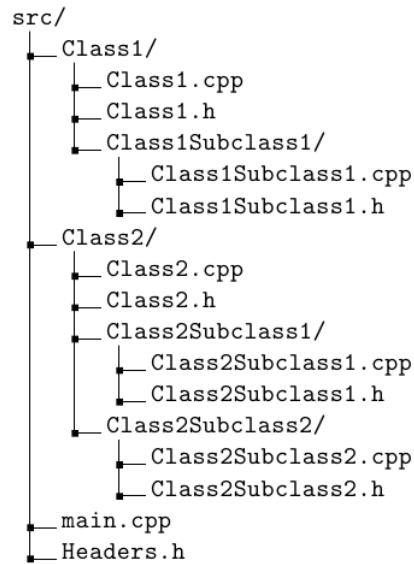 src/
Class1/
Class1.cpp
Class1.h
Class1Subclass1/
Class1Subclass1.cpp
Class1Subclass1.h
Class2/
Class2.cpp
Class2.h
Class2Subclass1/
Class2Subclass1.cpp
Class2Subclass1.h
Class2Subclass2/
Class2Subclass2.cpp
Class2Subclass2.h
main.cpp
Headers.h